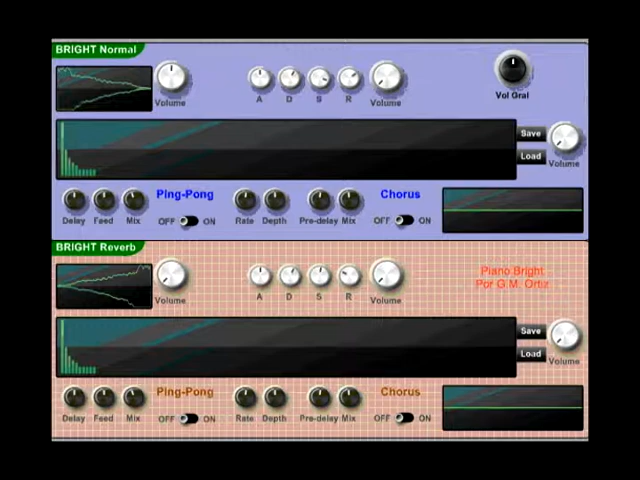 BRIGHT Normal
Volume
A D S R Volume
Vol Gral
Save
Load
Volume
Ping-Pong
Chorus
Delay Feed Mix OFF ON Rate Depth Pre-delay Mix OFF ON
BRIGHT Reverb
Volume
A D S R Volume
Piano Bright
Por G M. Ortiz
Save
Load
Volume
Ping-Pong
Chorus
Delay Feed Mix OFF ON Rate Depth Pre-delay Mix OFF ON